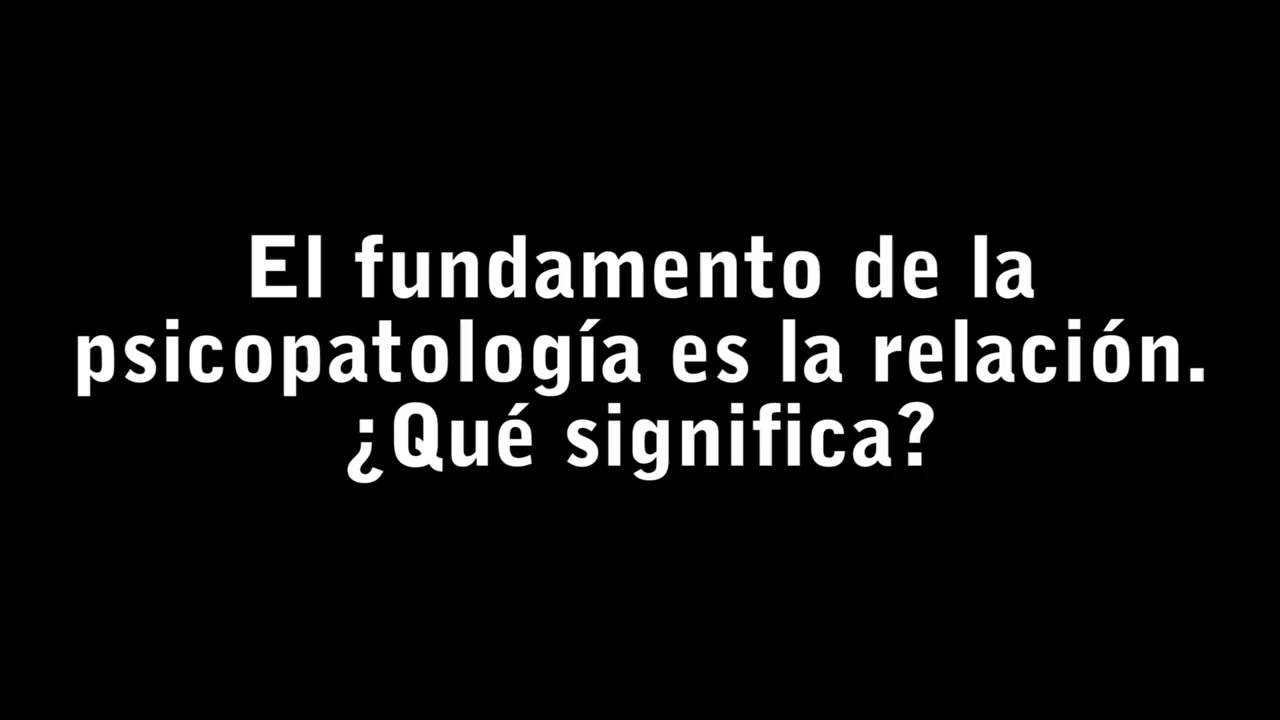 El fundamento de la
psicopatología es la relación.
¿Qué significa?